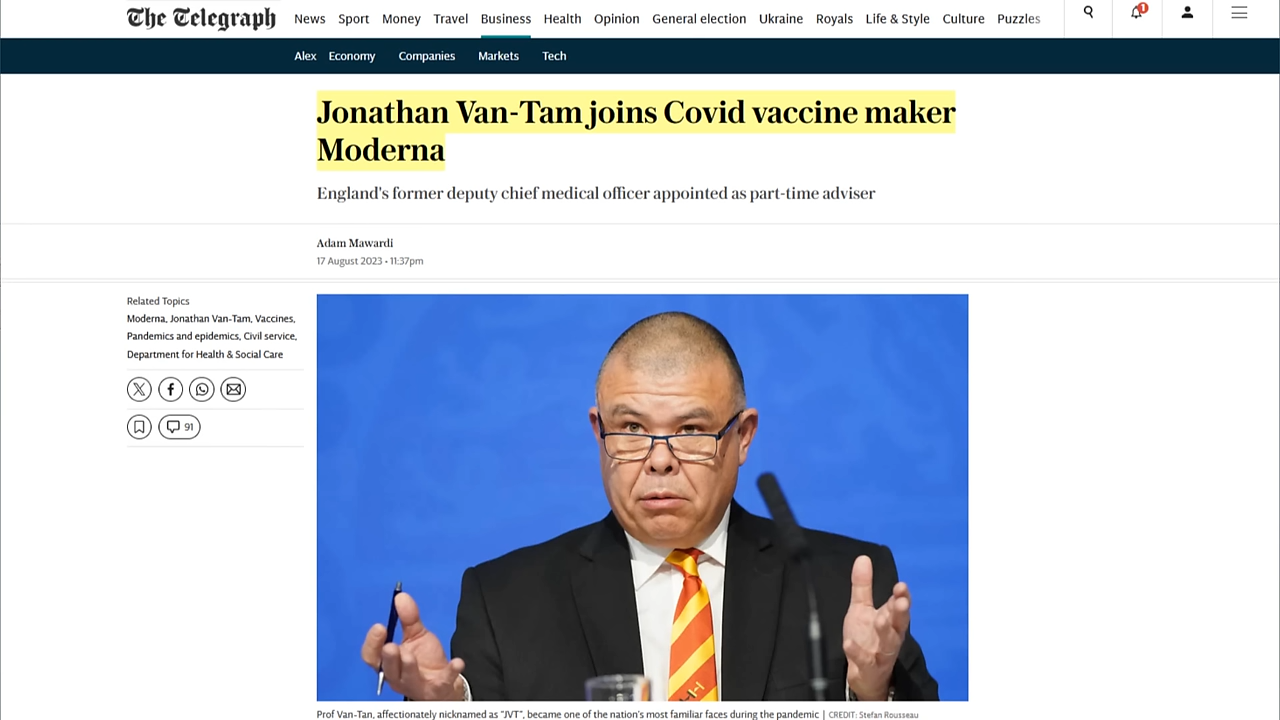 The Telegraph
News Sport Money Travel Business Health Opinion General election Ukraine Royals Life & Style Culture Puzzles
1
Alex Economy Companies Markets Tech
Jonathan Van-Tam joins Covid vaccine maker
Moderna
England's former deputy chief medical officer appointed as part-time adviser
Adam Mawardi
17 August 2023 • 11:37pm
Related Topics
Moderna, Jonathan Van-Tam, Vaccines,
Pandemics and epidemics, Civil service,
Department for Health & Social Care
91
Prof Van-Tan, affectionately nicknamed as "JVT", became one of the nation's most familiar faces during the pandemic | CREDIT: Stefan Rousseau